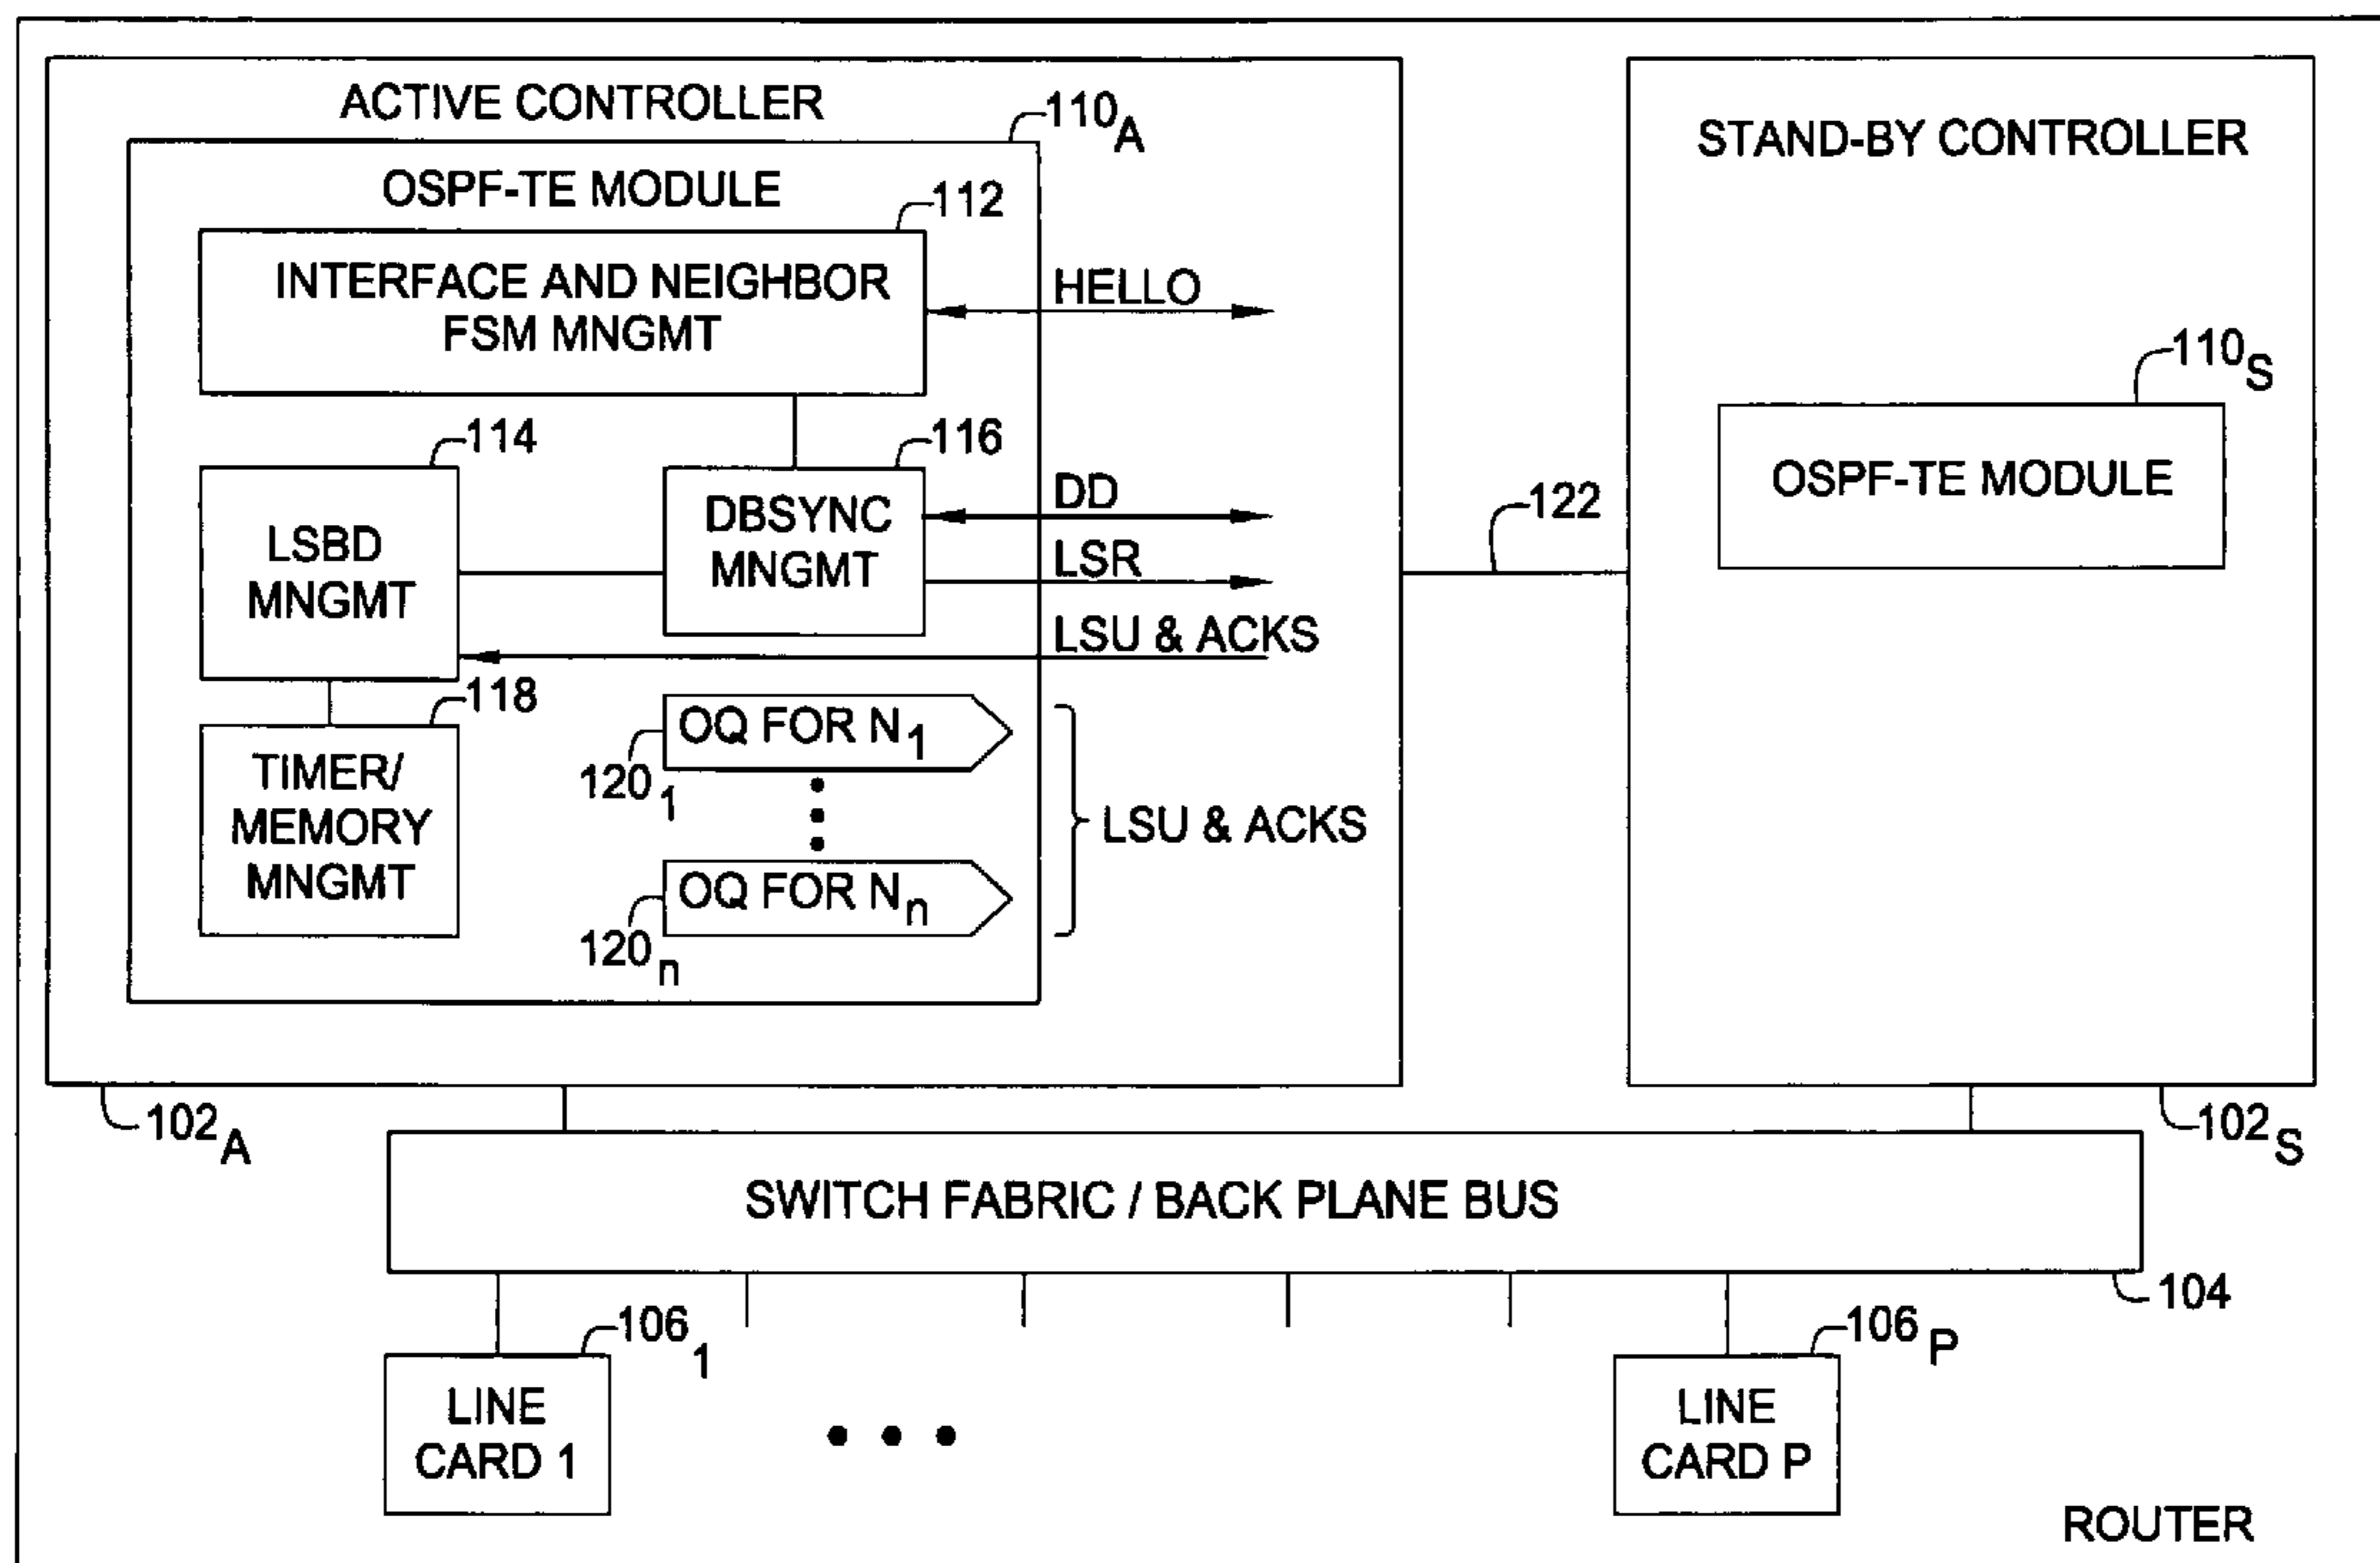 ACTIVE CONTROLLER
110A
OSPF-TE MODULE
112
INTERFACE AND NEIGHBOR
FSM MNGMT
HELLO
114
LSBD
MNGMT
116
DBSYNC
MNGMT
DD
LSR
LSU & ACKS
118
TIMER/
MEMORY
MNGMT
OQ FOR N1
1201
OQ FOR Nn
120n
LSU & ACKS
122
STAND-BY CONTROLLER
110S
OSPF-TE MODULE
102A
102S
SWITCH FABRIC / BACK PLANE BUS
104
1061
LINE
CARD 1
106P
LINE
CARD P
ROUTER